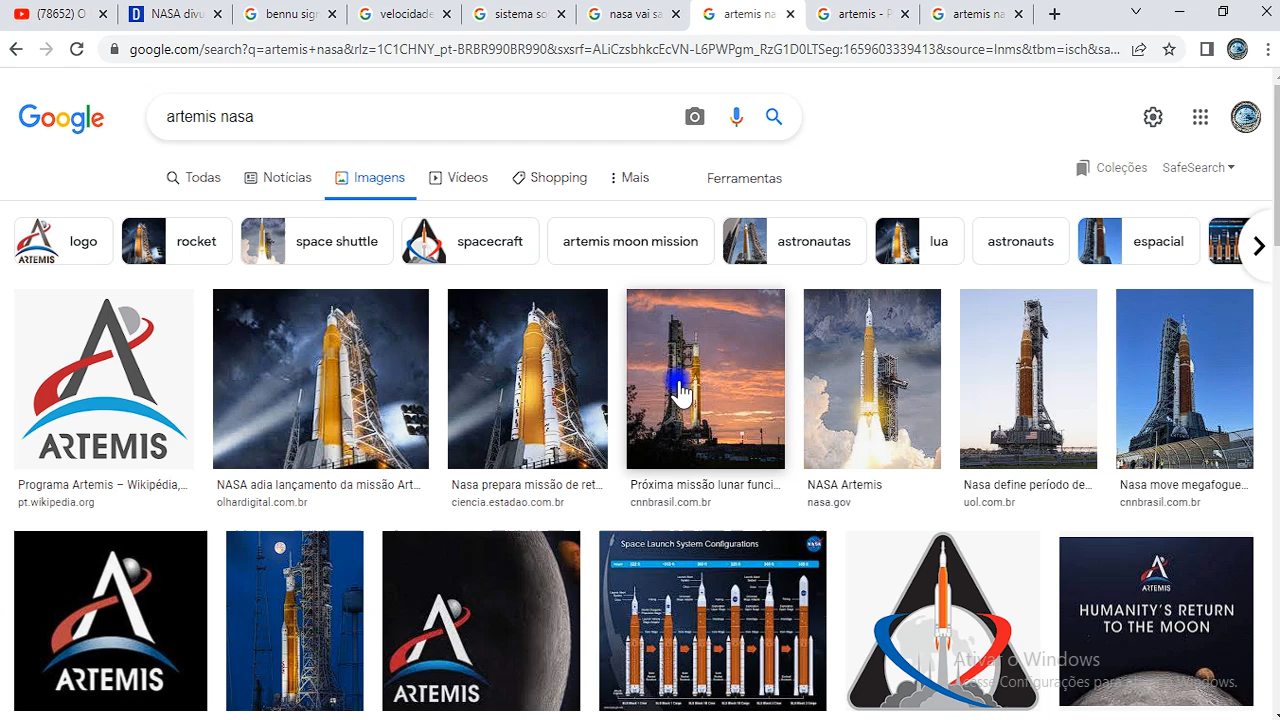 (78652) O
NASA divu
bennu sign
velocidade
sistema so
nasa vai sa
artemis na
artemis - P
artemis na
google.com/search?q=artemis+nasa&rlz=1C1CHNY_pt-BRBR990BR990&sxsrf=ALiCzsbhkcEcVN-L6PWPgm_RzG1D0LTSeg:1659603339413&source=lnms&tbm=isch&sa...
Google
artemis nasa
Todas
Notícias
Imagens
Vídeos
Shopping
Mais
Ferramentas
Coleções
SafeSearch
logo
rocket
space shuttle
spacecraft
artemis moon mission
astronautas
lua
astronauts
espacial
ARTEMIS
Programa Artemis – Wikipédia,...
pt.wikipedia.org
NASA adia lançamento da missão Art...
olhardigital.com.br
Nasa prepara missão de ret...
ciencia.estadao.com.br
Próxima missão lunar funci...
cnnbrasil.com.br
NASA Artemis
nasa.gov
Nasa define período de...
uol.com.br
Nasa move megafogue...
cnnbrasil.com.br
ARTEMIS
ARTEMIS
Space Launch System Configurations
ARTEMIS
HUMANITY'S RETURN
TO THE MOON
Ativar o Windows